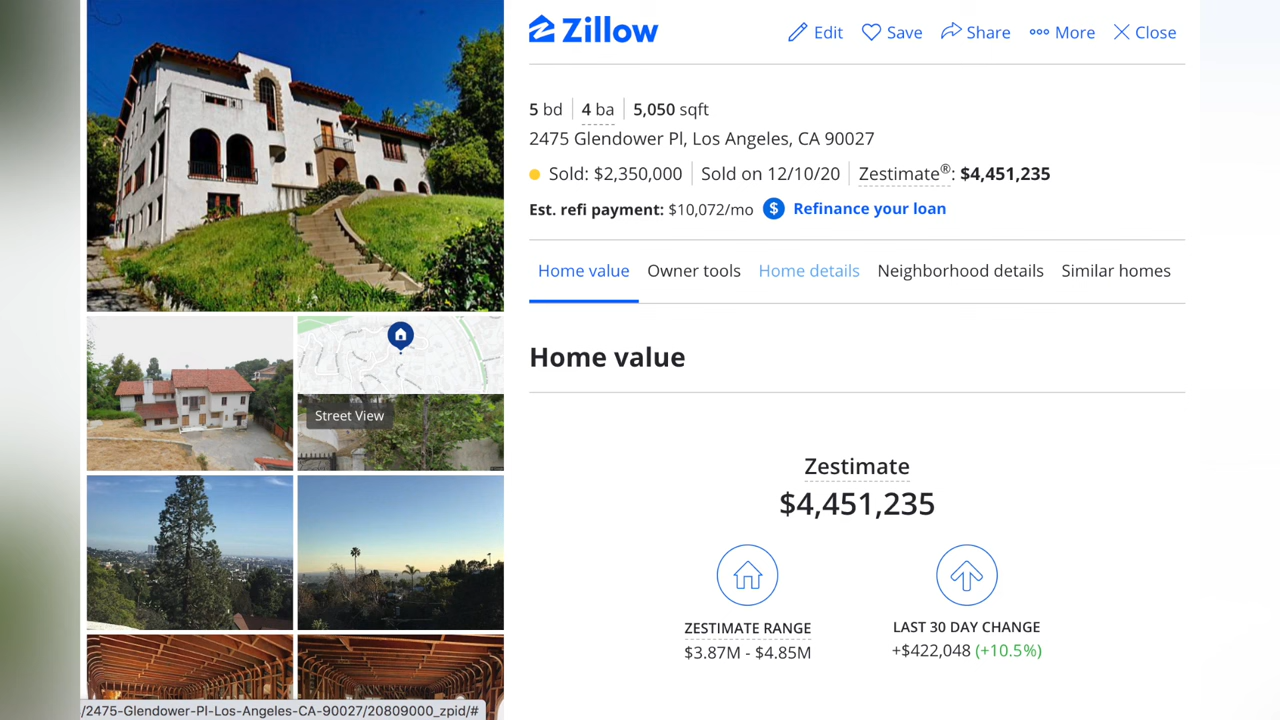 Zillow
Edit Save Share More Close
5 bd 4 ba 5,050 sqft
2475 Glendower Pl, Los Angeles, CA 90027
Sold: $2,350,000 Sold on 12/10/20 Zestimate®: $4,451,235
Est. refi payment: $10,072/mo $ Refinance your loan
Home value Owner tools Home details Neighborhood details Similar homes
Home value
Street View
Zestimate
$4,451,235
ZESTIMATE RANGE
$3.87M - $4.85M
LAST 30 DAY CHANGE
+$422,048 (+10.5%)
/2475-Glendower-Pl-Los-Angeles-CA-90027/20809000_zpid/#